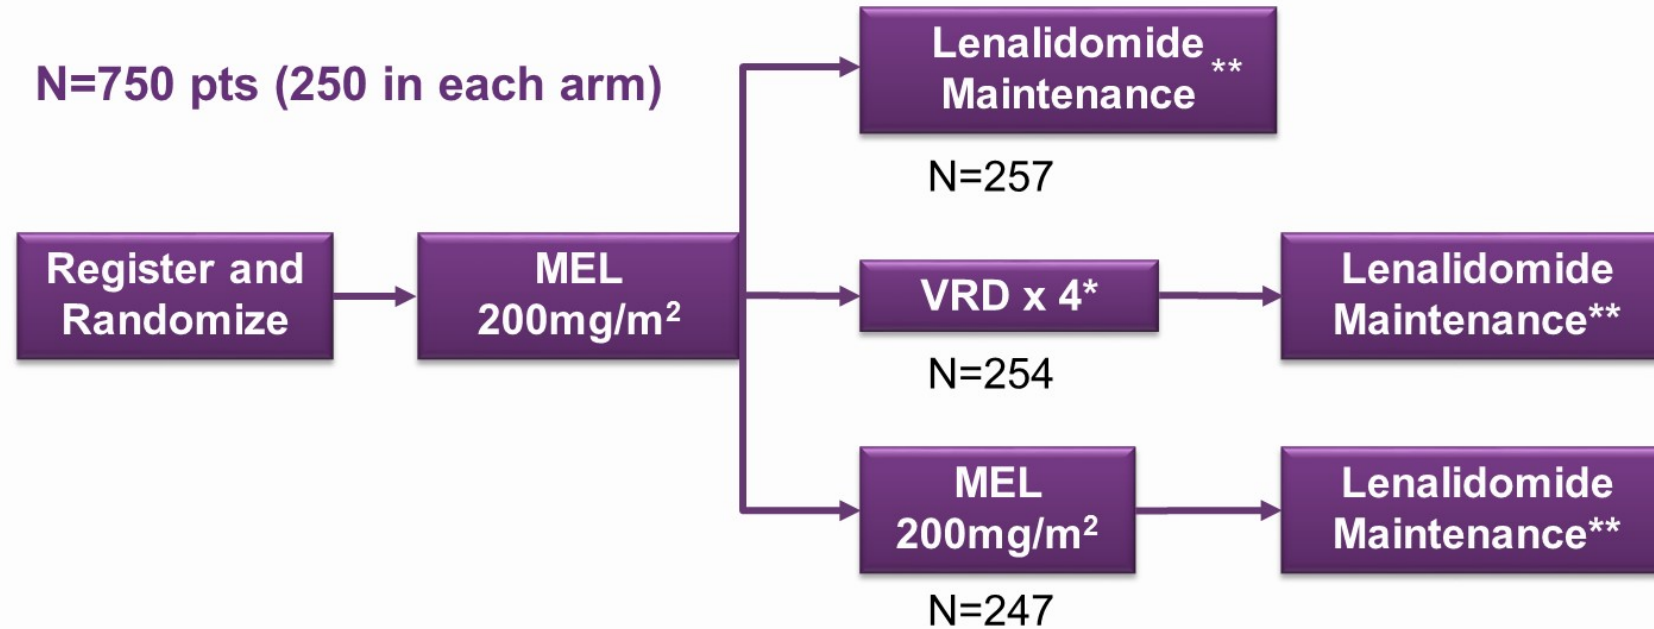 N=750 pts (250 in each arm)
Lenalidomide
Maintenance **
N=257
Register and
Randomize
MEL
200mg/m²
VRD x 4*
N=254
Lenalidomide
Maintenance**
MEL
200mg/m²
N=247
Lenalidomide
Maintenance**